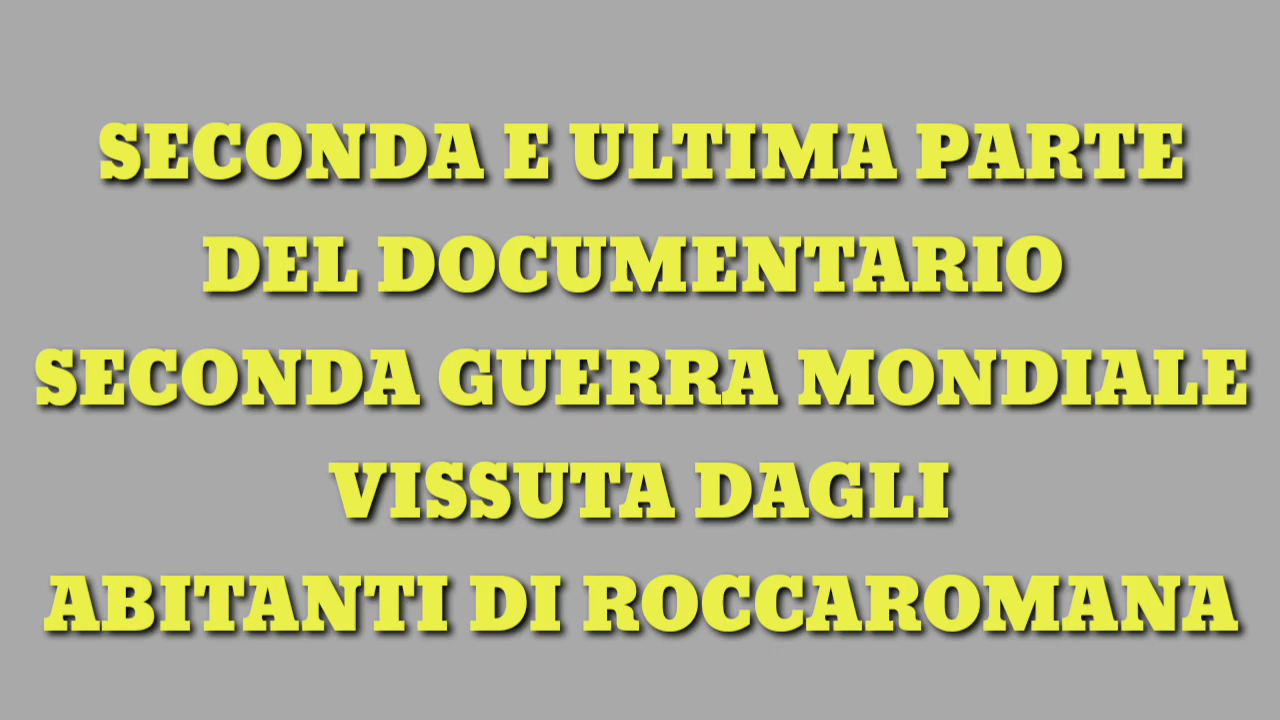 SECONDA E ULTIMA PARTE
DEL DOCUMENTARIO
SECONDA GUERRA MONDIALE
VISSUTA DAGLI
ABITANTI DI ROCCAROMANA